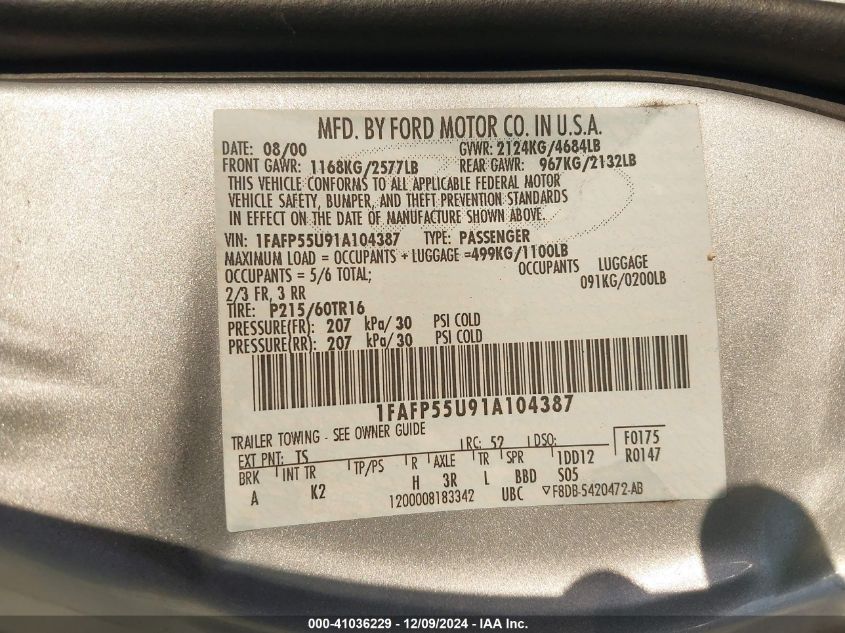 MFD. BY FORD MOTOR CO. IN U.S.A.
DATE: 08/00 GVWR: 2124KG/4684LB
FRONT GAWR: 1168KG/2577LB REAR GAWR: 967KG/2132LB
THIS VEHICLE CONFORMS TO ALL APPLICABLE FEDERAL MOTOR
VEHICLE SAFETY, BUMPER, AND THEFT PREVENTION STANDARDS
IN EFFECT ON THE DATE OF MANUFACTURE SHOWN ABOVE.
VIN: 1FAFP55U91A104387 TYPE: PASSENGER
MAXIMUM LOAD = OCCUPANTS + LUGGAGE =499KG/1100LB
OCCUPANTS = 5/6 TOTAL; OCCUPANTS LUGGAGE
2/3 FR, 3 RR 091KG/0200LB
TIRE: P215/60TR16
PRESSURE(FR): 207 kPa/ 30 PSI COLD
PRESSURE(RR): 207 kPa/ 30 PSI COLD
1FAFP55U91A104387
TRAILER TOWING - SEE OWNER GUIDE
EXT PNT: TS RC: 52 DSO: F0175
BRK INT TR TP/PS R AXLE TR SPR 1DD12 R0147
A K2 H 3R L BBD S05
1200008183342 UBC ▽F8DB-5420472-AB
000-41036229 - 12/09/2024 - IAA Inc.